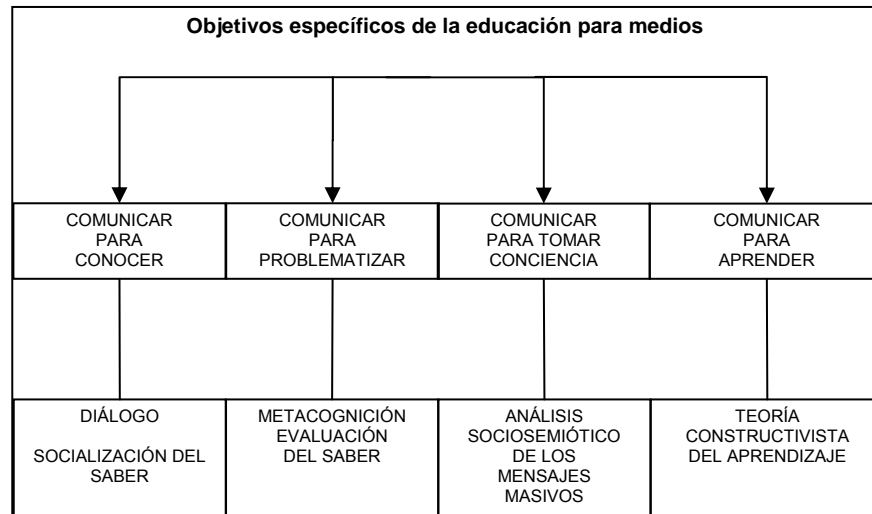 Objetivos específicos de la educación para medios
COMUNICAR
PARA
CONOCER
COMUNICAR
PARA
PROBLEMATIZAR
COMUNICAR
PARA TOMAR
CONCIENCIA
COMUNICAR
PARA
APRENDER
DIÁLOGO
SOCIALIZACIÓN DEL
SABER
METACOGNICIÓN
EVALUACIÓN
DEL SABER
ANÁLISIS
SOCIOSEMIÓTICO
DE LOS
MENSAJES
MASIVOS
TEORÍA
CONSTRUCTIVISTA
DEL APRENDIZAJE